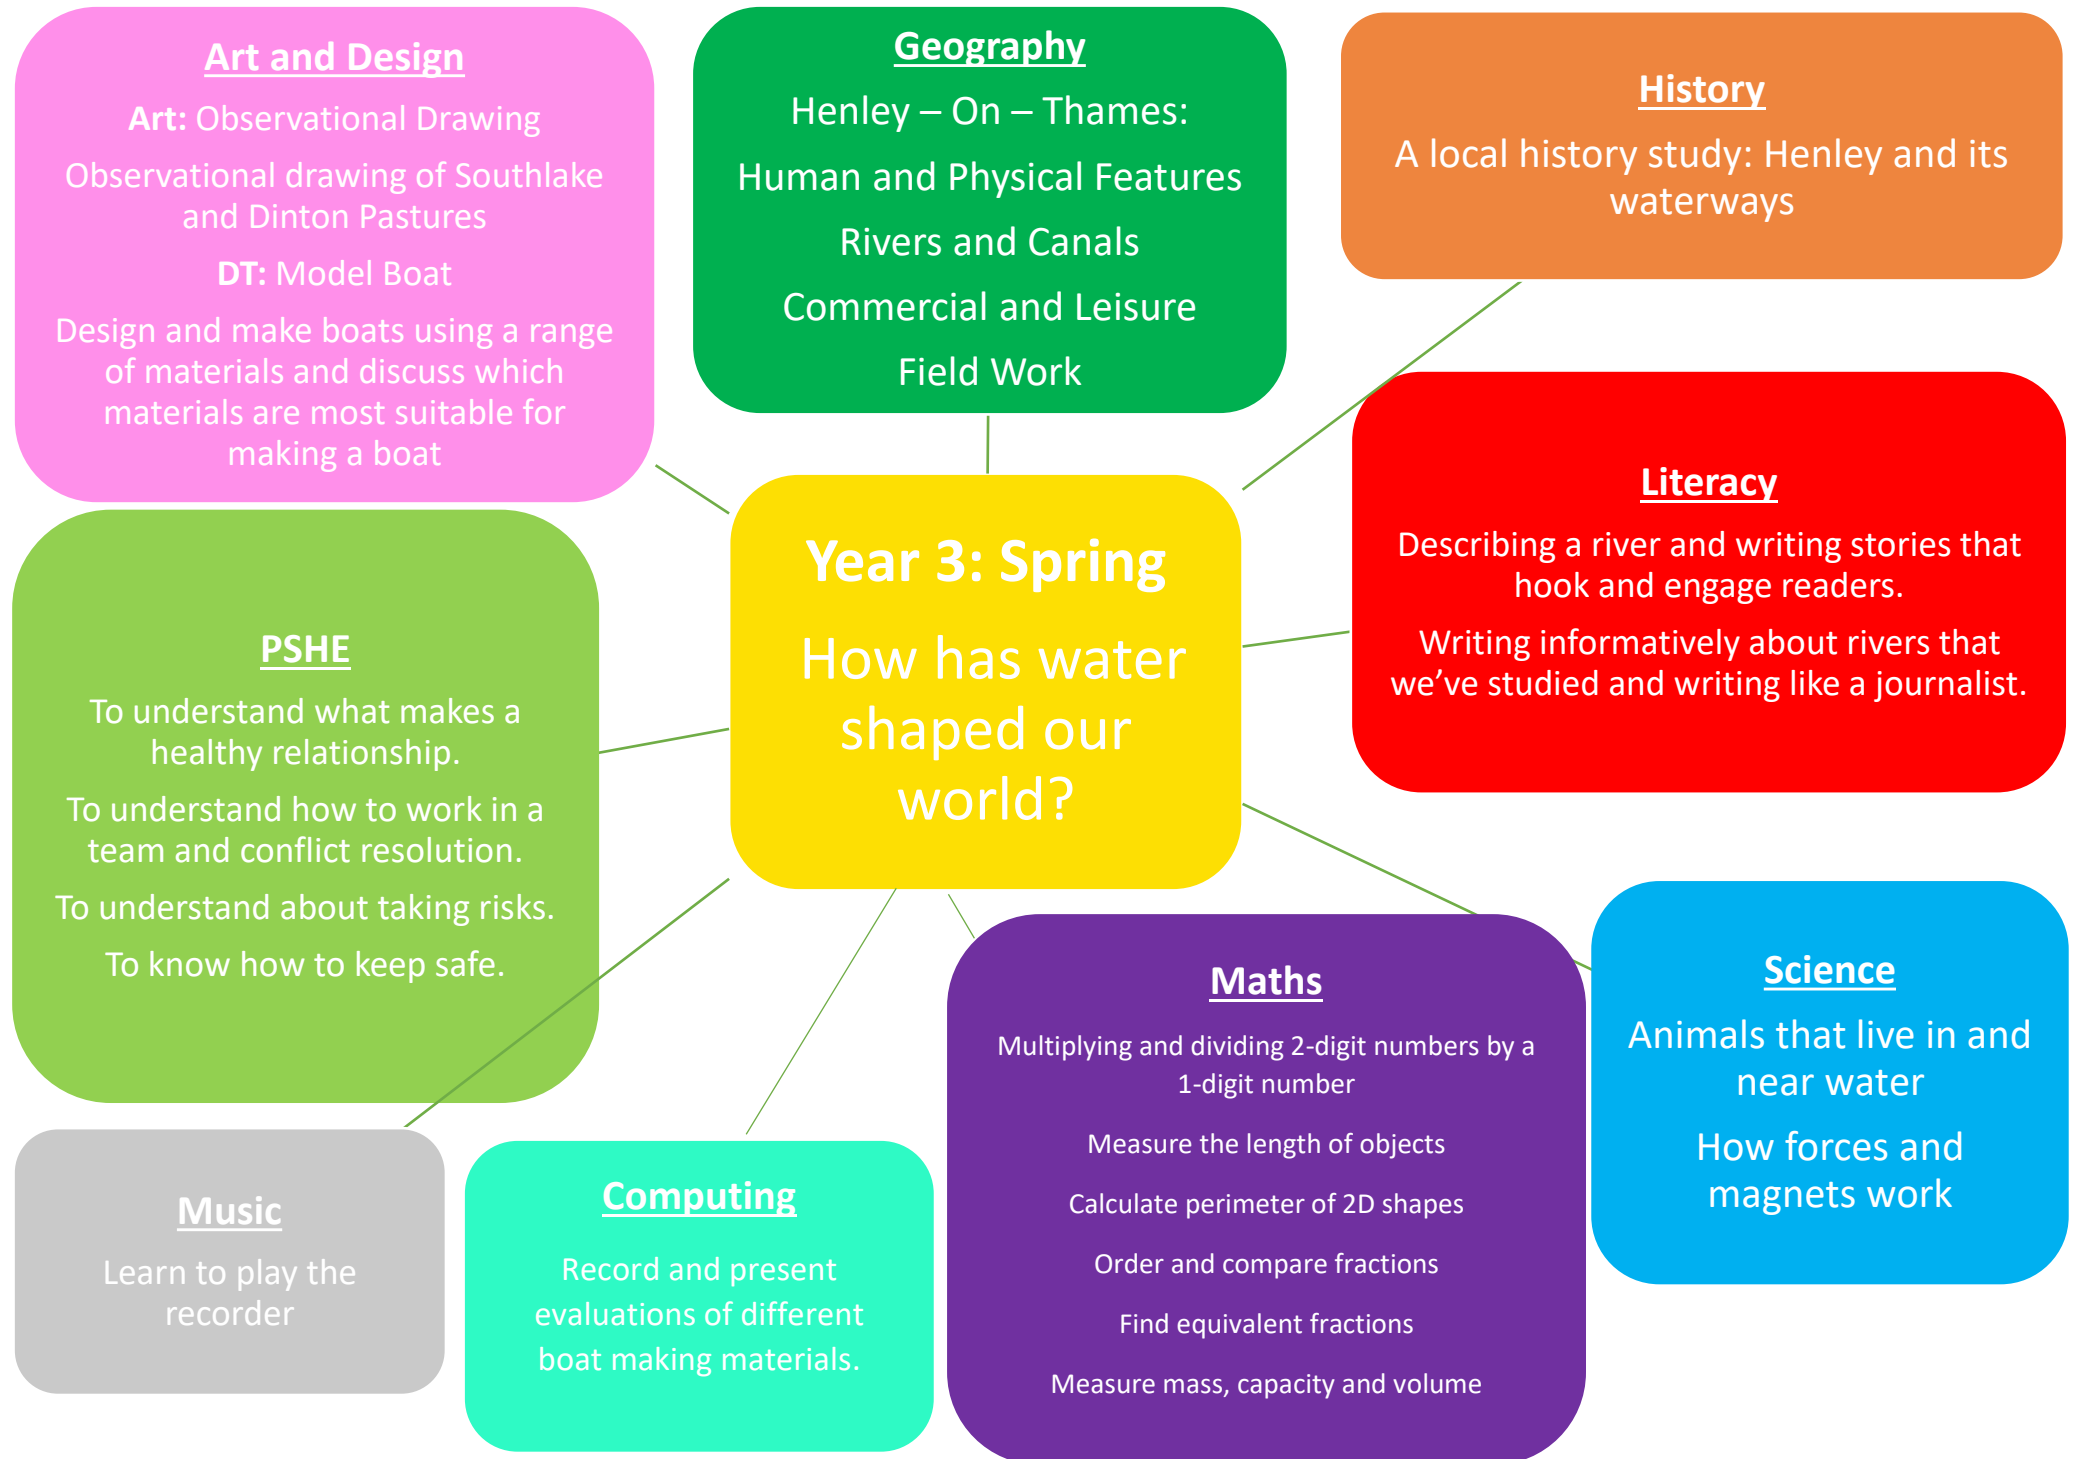 Art and Design
Art: Observational Drawing
Observational drawing of Southlake
and Dinton Pastures
DT: Model Boat
Design and make boats using a range
of materials and discuss which
materials are most suitable for
making a boat
Geography
Henley – On – Thames:
Human and Physical Features
Rivers and Canals
Commercial and Leisure
Field Work
History
A local history study: Henley and its
waterways
Literacy
Describing a river and writing stories that
hook and engage readers.
Writing informatively about rivers that
we’ve studied and writing like a journalist.
Year 3: Spring
How has water
shaped our
world?
PSHE
To understand what makes a
healthy relationship.
To understand how to work in a
team and conflict resolution.
To understand about taking risks.
To know how to keep safe.
Music
Learn to play the
recorder
Computing
Record and present
evaluations of different
boat making materials.
Maths
Multiplying and dividing 2-digit numbers by a
1-digit number
Measure the length of objects
Calculate perimeter of 2D shapes
Order and compare fractions
Find equivalent fractions
Measure mass, capacity and volume
Science
Animals that live in and
near water
How forces and
magnets work